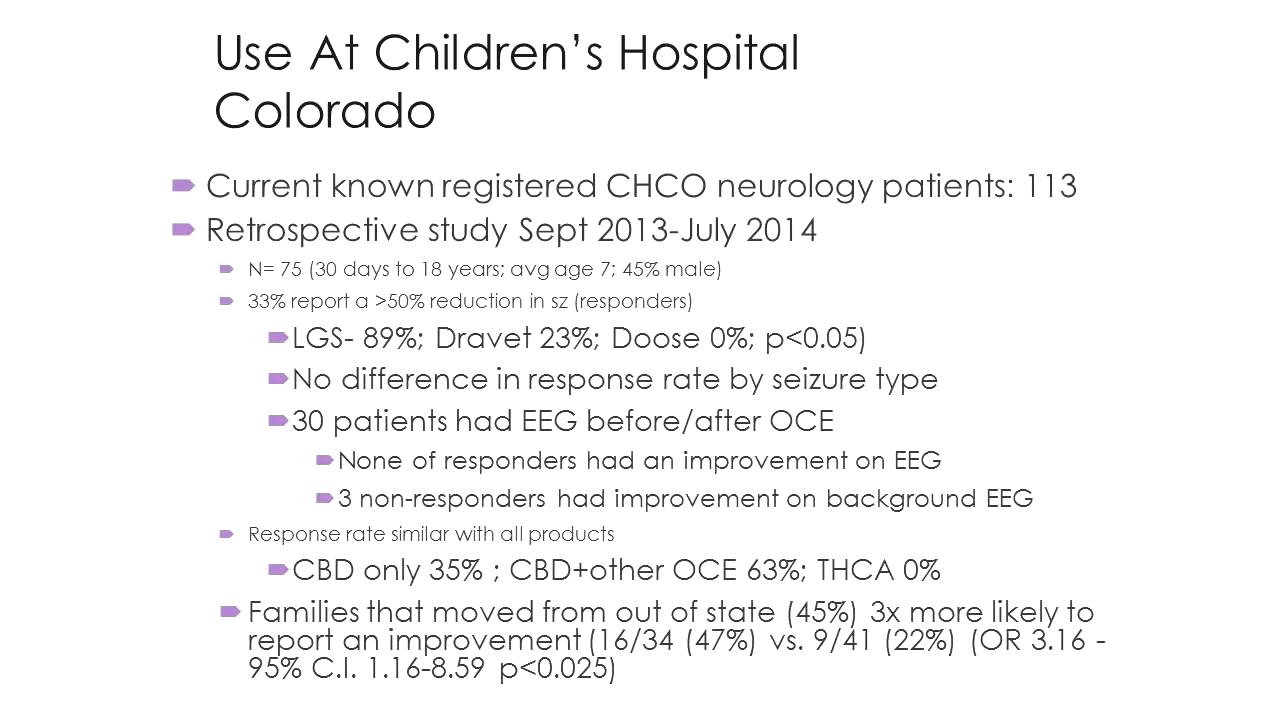 Use At Children’s Hospital
Colorado
Current known registered CHCO neurology patients: 113
Retrospective study Sept 2013-July 2014
N= 75 (30 days to 18 years; avg age 7; 45% male)
33% report a >50% reduction in sz (responders)
LGS- 89%; Dravet 23%; Doose 0%; p<0.05)
No difference in response rate by seizure type
30 patients had EEG before/after OCE
None of responders had an improvement on EEG
3 non-responders had improvement on background EEG
Response rate similar with all products
CBD only 35% ; CBD+other OCE 63%; THCA 0%
Families that moved from out of state (45%) 3x more likely to
report an improvement (16/34 (47%) vs. 9/41 (22%) (OR 3.16 -
95% C.I. 1.16-8.59 p<0.025)